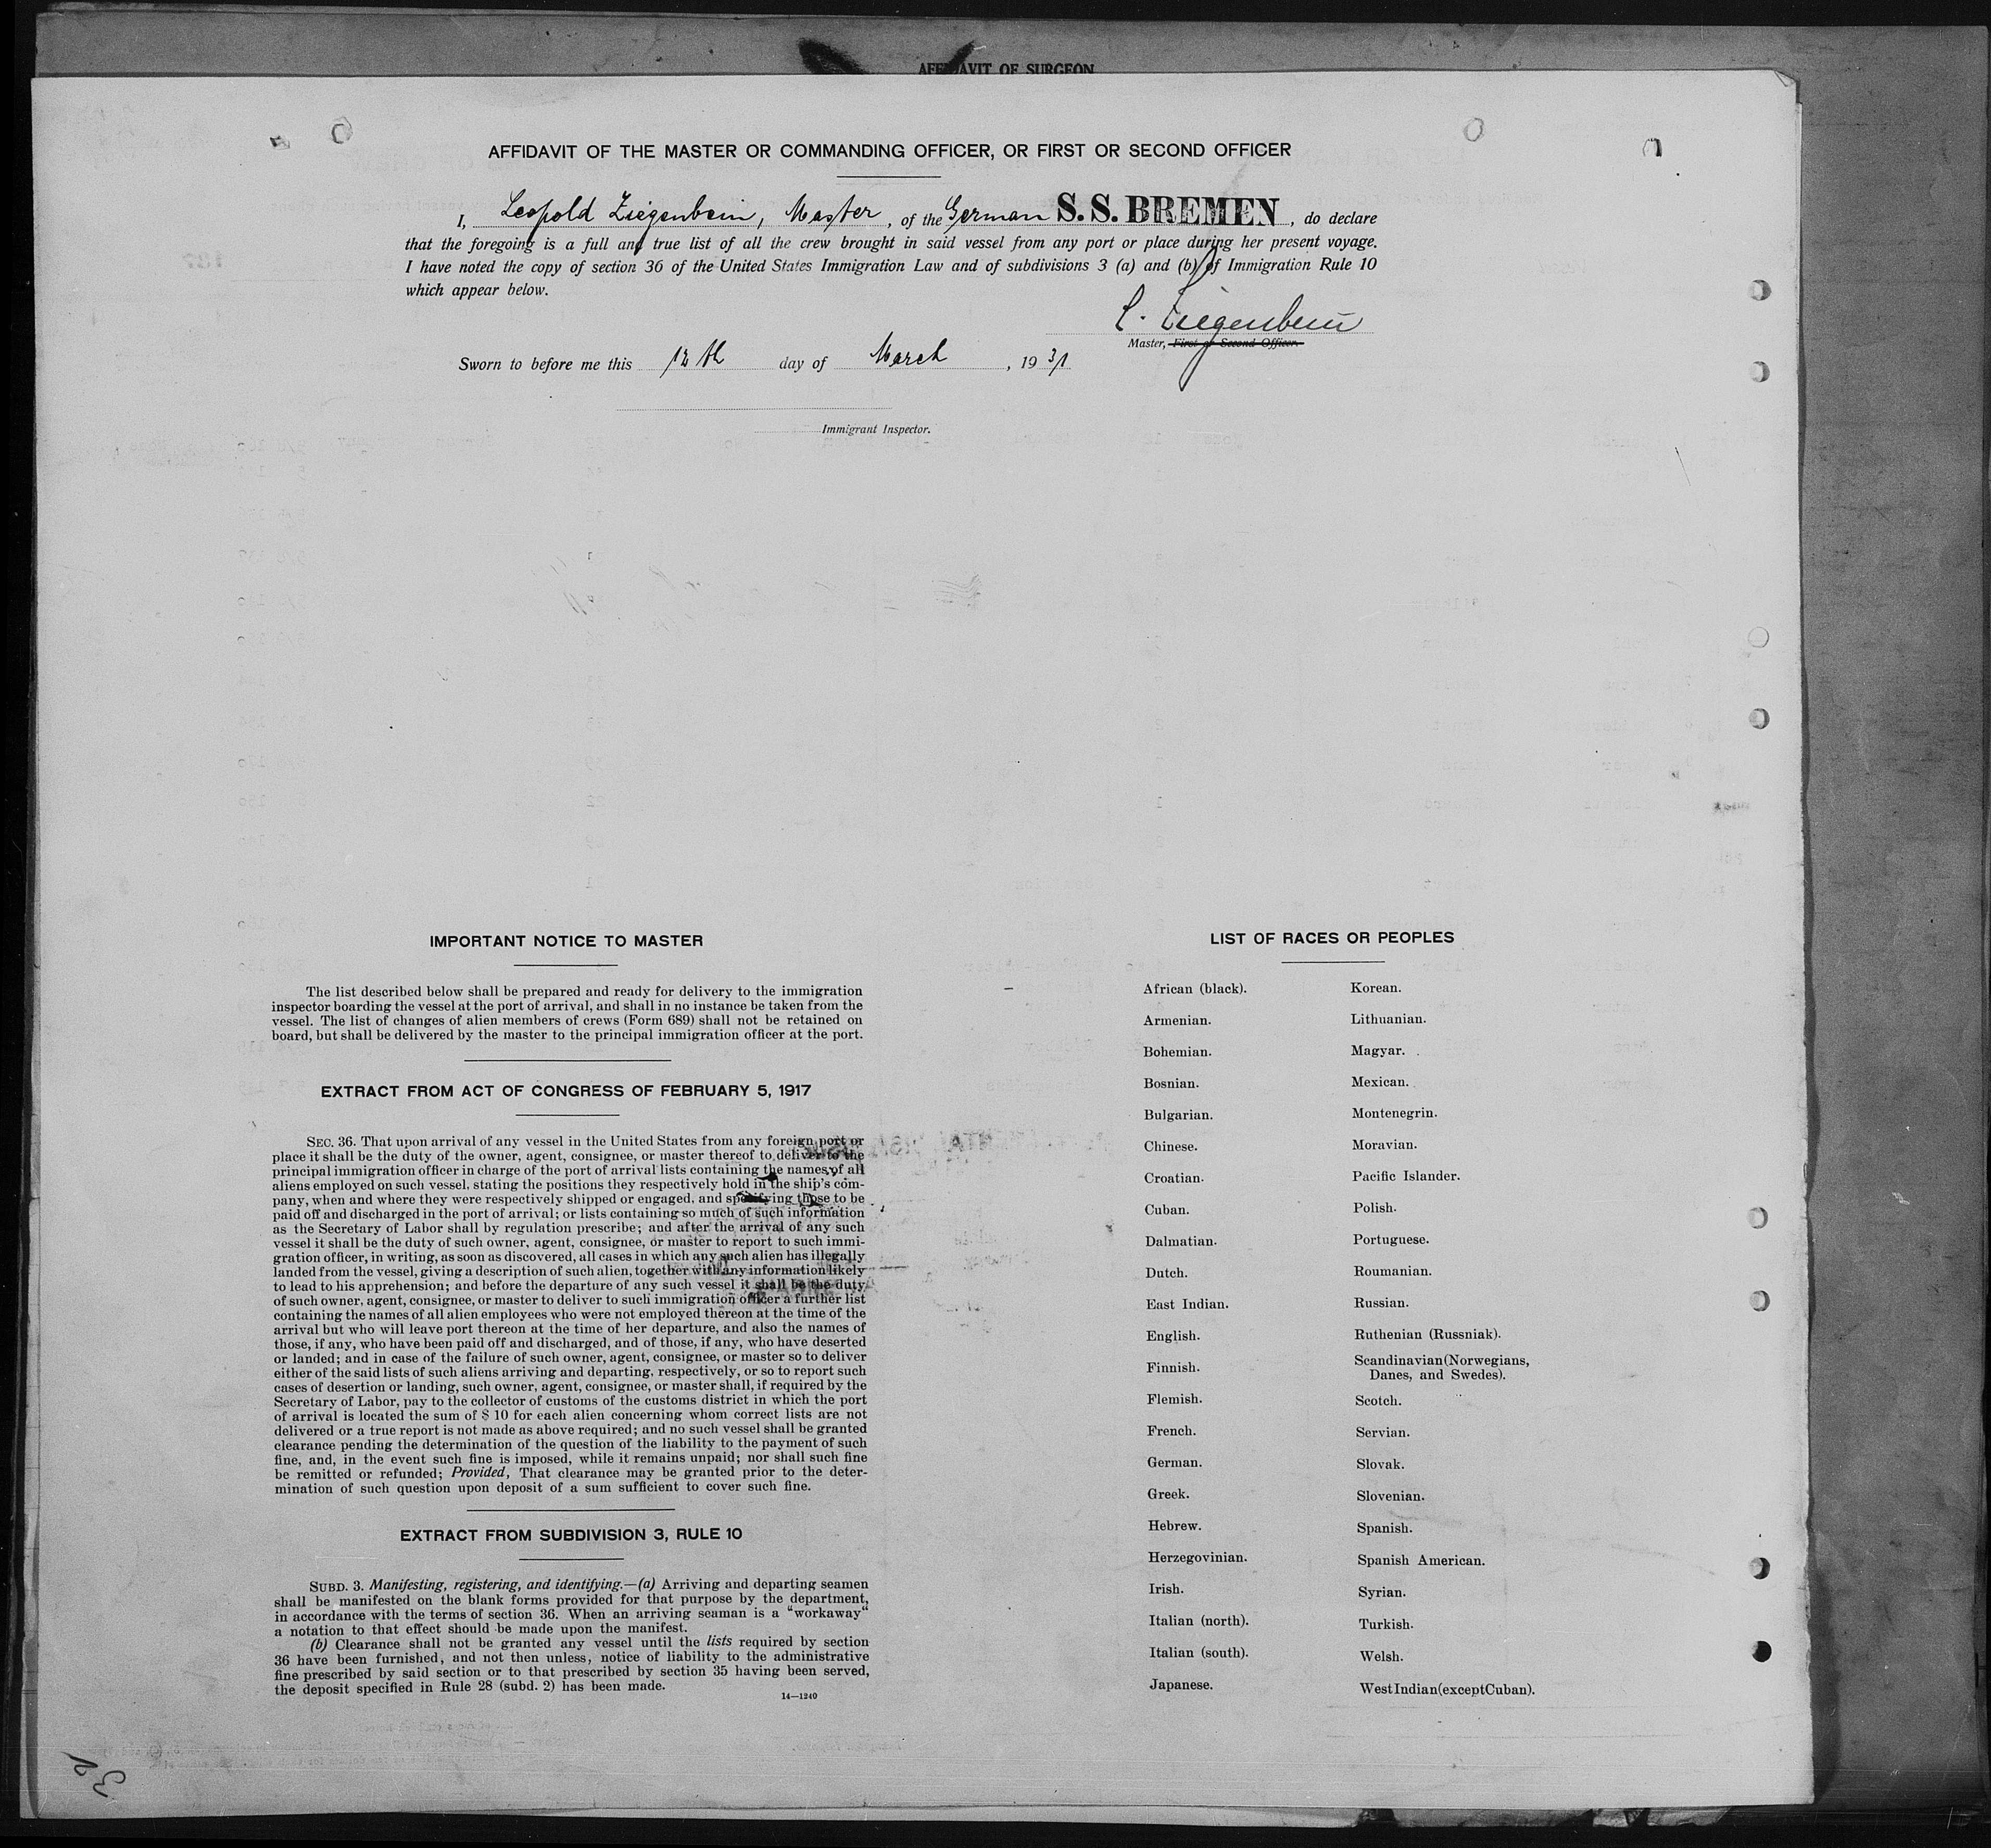 AFFIDAVIT OF SURGEON
AFFIDAVIT OF THE MASTER OR COMMANDING OFFICER, OR FIRST OR SECOND OFFICER
I, Leopold Ziegenbein, Master, of the German S. S. BREMEN, do declare
that the foregoing is a full and true list of all the crew brought in said vessel from any port or place during her present voyage.
I have noted the copy of section 36 of the United States Immigration Law and of subdivisions 3 (a) and (b) of Immigration Rule 10
which appear below.
L. Ziegenbein
Master, First or Second Officer.
Sworn to before me this 12th day of March, 1931
Immigrant Inspector.
IMPORTANT NOTICE TO MASTER
The list described below shall be prepared and ready for delivery to the immigration
inspector boarding the vessel at the port of arrival, and shall in no instance be taken from the
vessel. The list of changes of alien members of crews (Form 689) shall not be retained on
board, but shall be delivered by the master to the principal immigration officer at the port.
EXTRACT FROM ACT OF CONGRESS OF FEBRUARY 5, 1917
SEC. 36. That upon arrival of any vessel in the United States from any foreign port or
place it shall be the duty of the owner, agent, consignee, or master thereof to deliver to the
principal immigration officer in charge of the port of arrival lists containing the names of all
aliens employed on such vessel, stating the positions they respectively hold in the ship's com-
pany, when and where they were respectively shipped or engaged, and specifying those to be
paid off and discharged in the port of arrival; or lists containing so much of such information
as the Secretary of Labor shall by regulation prescribe; and after the arrival of any such
vessel it shall be the duty of such owner, agent, consignee, or master to report to such immi-
gration officer, in writing, as soon as discovered, all cases in which any such alien has illegally
landed from the vessel, giving a description of such alien, together with any information likely
to lead to his apprehension; and before the departure of any such vessel it shall be the duty
of such owner, agent, consignee, or master to deliver to such immigration officer a further list
containing the names of all alien employees who were not employed thereon at the time of the
arrival but who will leave port thereon at the time of her departure, and also the names of
those, if any, who have been paid off and discharged, and of those, if any, who have deserted
or landed; and in case of the failure of such owner, agent, consignee, or master so to deliver
either of the said lists of such aliens arriving and departing, respectively, or so to report such
cases of desertion or landing, such owner, agent, consignee, or master shall, if required by the
Secretary of Labor, pay to the collector of customs of the customs district in which the port
of arrival is located the sum of $ 10 for each alien concerning whom correct lists are not
delivered or a true report is not made as above required; and no such vessel shall be granted
clearance pending the determination of the question of the liability to the payment of such
fine, and, in the event such fine is imposed, while it remains unpaid; nor shall such fine
be remitted or refunded; Provided, That clearance may be granted prior to the deter-
mination of such question upon deposit of a sum sufficient to cover such fine.
EXTRACT FROM SUBDIVISION 3, RULE 10
SUBD. 3. Manifesting, registering, and identifying.—(a) Arriving and departing seamen
shall be manifested on the blank forms provided for that purpose by the department,
in accordance with the terms of section 36. When an arriving seaman is a "workaway"
a notation to that effect should be made upon the manifest.
(b) Clearance shall not be granted any vessel until the lists required by section
36 have been furnished, and not then unless, notice of liability to the administrative
fine prescribed by said section or to that prescribed by section 35 having been served,
the deposit specified in Rule 28 (subd. 2) has been made.
14—1240
LIST OF RACES OR PEOPLES
African (black).
Armenian.
Bohemian.
Bosnian.
Bulgarian.
Chinese.
Croatian.
Cuban.
Dalmatian.
Dutch.
East Indian.
English.
Finnish.
Flemish.
French.
German.
Greek.
Hebrew.
Herzegovinian.
Irish.
Italian (north).
Italian (south).
Japanese.
Korean.
Lithuanian.
Magyar.
Mexican.
Montenegrin.
Moravian.
Pacific Islander.
Polish.
Portuguese.
Roumanian.
Russian.
Ruthenian (Russniak).
Scandinavian (Norwegians,
Danes, and Swedes).
Scotch.
Servian.
Slovak.
Slovenian.
Spanish.
Spanish American.
Syrian.
Turkish.
Welsh.
West Indian (except Cuban).